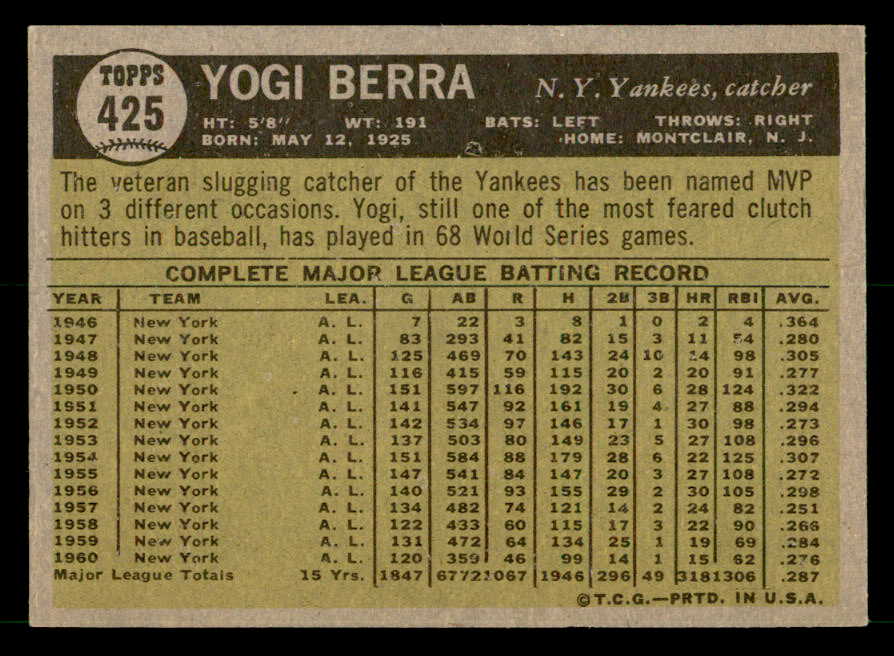 TOPPS
425
YOGI BERRA
N. Y. Yankees, catcher
HT: 5'8" WT: 191 BATS: LEFT THROWS: RIGHT
BORN: MAY 12, 1925 HOME: MONTCLAIR, N. J.
The veteran slugging catcher of the Yankees has been named MVP
on 3 different occasions. Yogi, still one of the most feared clutch
hitters in baseball, has played in 68 World Series games.
COMPLETE MAJOR LEAGUE BATTING RECORD
YEAR TEAM LEA. G AB R H 2B 3B HR RBI AVG.
1946 New York A. L. 7 22 3 8 1 0 2 4 .364
1947 New York A. L. 83 293 41 82 15 3 11 54 .280
1948 New York A. L. 125 469 70 143 24 10 14 98 .305
1949 New York A. L. 116 415 59 115 20 2 20 91 .277
1950 New York A. L. 151 597 116 192 30 6 28 124 .322
1951 New York A. L. 141 547 92 161 19 4 27 88 .294
1952 New York A. L. 142 534 97 146 17 1 30 98 .273
1953 New York A. L. 137 503 80 149 23 5 27 108 .296
1954 New York A. L. 151 584 88 179 28 6 22 125 .307
1955 New York A. L. 147 541 84 147 20 3 27 108 .272
1956 New York A. L. 140 521 93 155 29 2 30 105 .298
1957 New York A. L. 134 482 74 121 14 2 24 82 .251
1958 New York A. L. 122 433 60 115 17 3 22 90 .266
1959 New York A. L. 131 472 64 134 25 1 19 69 .284
1960 New York A. L. 120 359 46 99 14 1 15 62 .276
Major League Totals 15 Yrs. 1847 6772 1067 1946 296 49 318 1306 .287
©T.C.G.—PRTD. IN U.S.A.